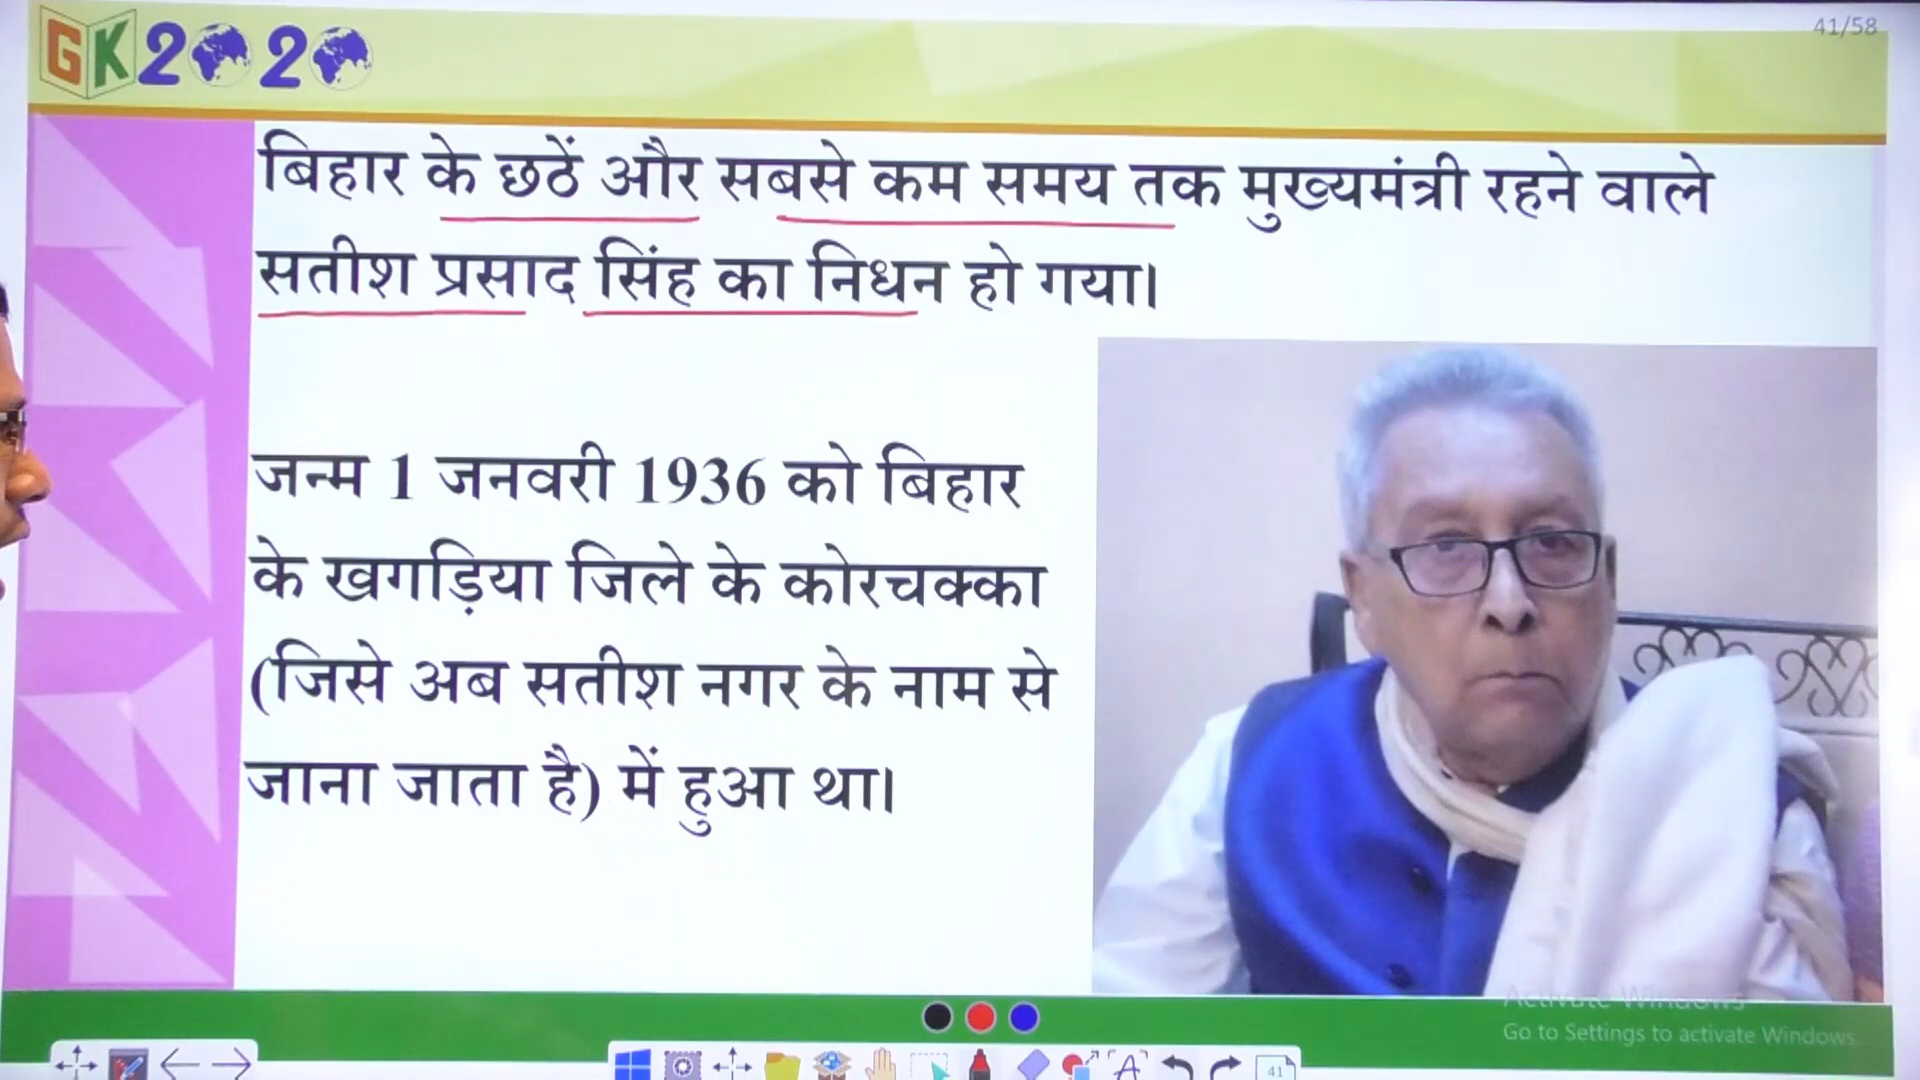 GK2020
41/58
बिहार के छठें और सबसे कम समय तक मुख्यमंत्री रहने वाले
सतीश प्रसाद सिंह का निधन हो गया।
जन्म 1 जनवरी 1936 को बिहार
के खगड़िया जिले के कोरचक्का
(जिसे अब सतीश नगर के नाम से
जाना जाता है) में हुआ था।
Activate Windows
Go to Settings to activate Windows.
41